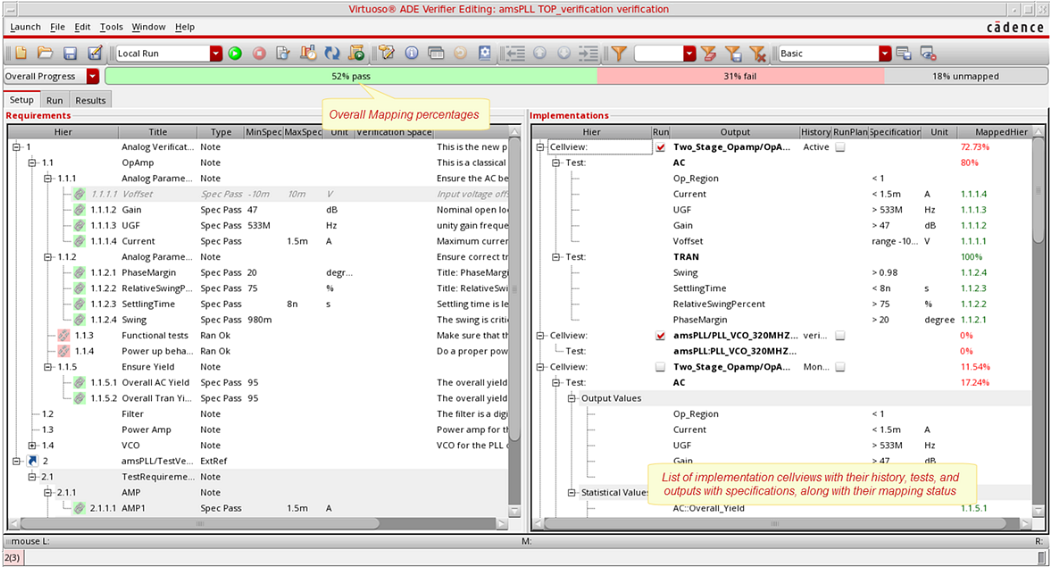 Virtuoso® ADE Verifier Editing: amsPLL TOP_verification verification
Launch File Edit Tools Window Help
cādence
Local Run
Basic
Overall Progress
52% pass
31% fail
18% unmapped
Setup Run Results
Overall Mapping percentages
Requirements
Hier Title Type MinSpec MaxSpec Unit Verification Space
1 Analog Verificat... Note This is the new p
1.1 OpAmp Note This is a classical
1.1.1 Analog Parame... Note Ensure the AC be
1.1.1.1 Voffset Spec Pass -10m 10m V Input voltage off
1.1.1.2 Gain Spec Pass 47 dB Nominal open lo
1.1.1.3 UGF Spec Pass 533M Hz unity gain freque
1.1.1.4 Current Spec Pass 1.5m A Maximum currer
1.1.2 Analog Parame... Note Ensure correct tr
1.1.2.1 PhaseMargin Spec Pass 20 degr... Title: PhaseMargi
1.1.2.2 RelativeSwingP... Spec Pass 75 % Title: RelativeSwi
1.1.2.3 SettlingTime Spec Pass 8n s Settling time is le
1.1.2.4 Swing Spec Pass 980m The swing is critic
1.1.3 Functional tests Ran Ok Make sure that th
1.1.4 Power up beha... Ran Ok Do a proper pow
1.1.5 Ensure Yield Note
1.1.5.1 Overall AC Yield Spec Pass 95 The overall yield
1.1.5.2 Overall Tran Yi... Spec Pass 95 The overall yield
1.2 Filter Note The filter is a digi
1.3 Power Amp Note Power amp for th
1.4 VCO Note VCO for the PLL c
2 amsPLL/TestVe... ExtRef
2.1 TestRequireme... Note
2.1.1 AMP Note
2.1.1.1 AMP1 Spec Pass 1.5m A
Implementations
Hier Run Output History RunPlan Specification Unit MappedHier
Cellview: Two_Stage_Opamp/OpA... Active 72.73%
Test: AC 80%
Op_Region < 1
Current < 1.5m A 1.1.1.4
UGF > 533M Hz 1.1.1.3
Gain > 47 dB 1.1.1.2
Voffset range -10... V 1.1.1.1
Test: TRAN 100%
Swing > 0.98 1.1.2.4
SettlingTime < 8n s 1.1.2.3
RelativeSwingPercent > 75 % 1.1.2.2
PhaseMargin > 20 degree 1.1.2.1
Cellview: amsPLL/PLL_VCO_320MHZ... veri... 0%
Test: amsPLL:PLL_VCO_320MHZ... 0%
Cellview: Two_Stage_Opamp/OpA... Mon... 11.54%
Test: AC 17.24%
Output Values
Op_Region < 1
Current < 1.5m A
UGF > 533M Hz
Gain > 47 dB
List of implementation cellviews with their history, tests, and
outputs with specifications, along with their mapping status
Statistical Values
AC::Overall_Yield 1.1.5.1
mouse L: M: R:
2(3)